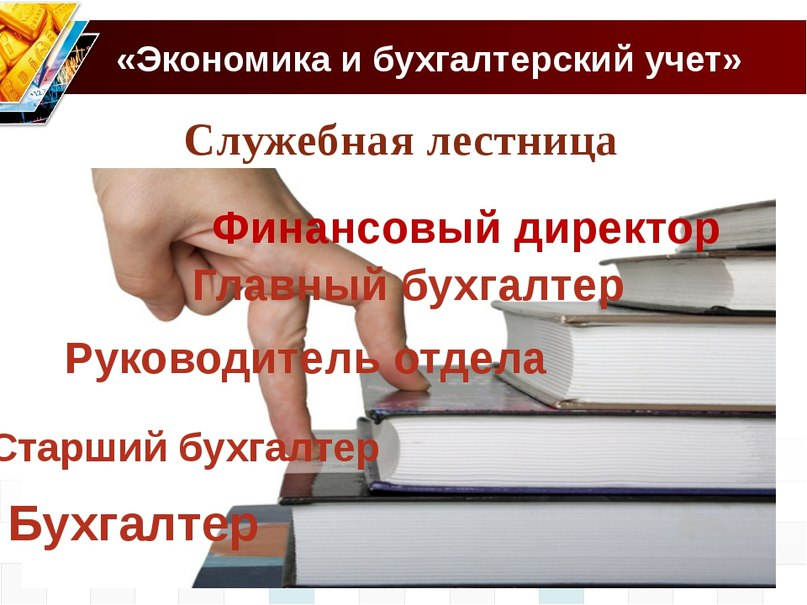 «Экономика и бухгалтерский учет»
Служебная лестница
Финансовый директор
Главный бухгалтер
Руководитель отдела
Старший бухгалтер
Бухгалтер